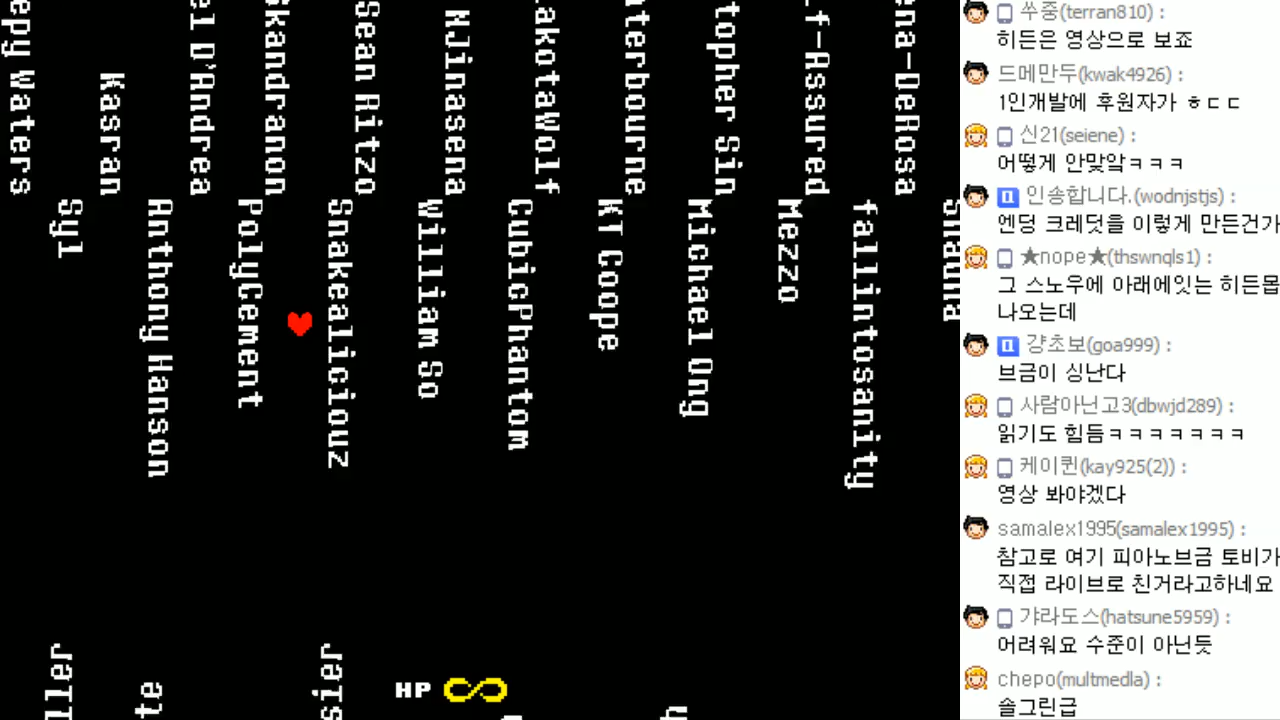 epy Waters
Kasran
el D'Andrea
Skandranon
Sean Ritzo
NJinasena
akotaWolf
terbourne
topher Sin
lf-Assured
ena-DeRosa
Syl
Anthony Hanson
PolyCement
Snakealiciouz
William So
CubicPhantom
KT Coope
Michael Ong
Mezzo
fallintosanity
Shauna
ller
te
sier
HP ∞
y
쑤중(terran810) :
히든은 영상으로 보죠
드메만두(kwak4926) :
1인개발에 후원자가 ㅎㄷㄷ
신21(seiene) :
어떻게 안맞앜ㅋㅋㅋ
인송합니다.(wodnjstjs) :
엔딩 크레딧을 이렇게 만든건가
★nope★(thswnqls1) :
그 스노우에 아래에잇는 히든몹
나오는데
걍초보(goa999) :
브금이 싱난다
사람아닌고3(dbwjd289) :
읽기도 힘듬ㅋㅋㅋㅋㅋㅋㅋ
케이퀸(kay925(2)) :
영상 봐야겠다
samalex1995(samalex1995) :
참고로 여기 피아노브금 토비가
직접 라이브로 친거라고하네요
갸라도스(hatsune5959) :
어려워요 수준이 아닌듯
chepo(multmedla) :
솔그린급